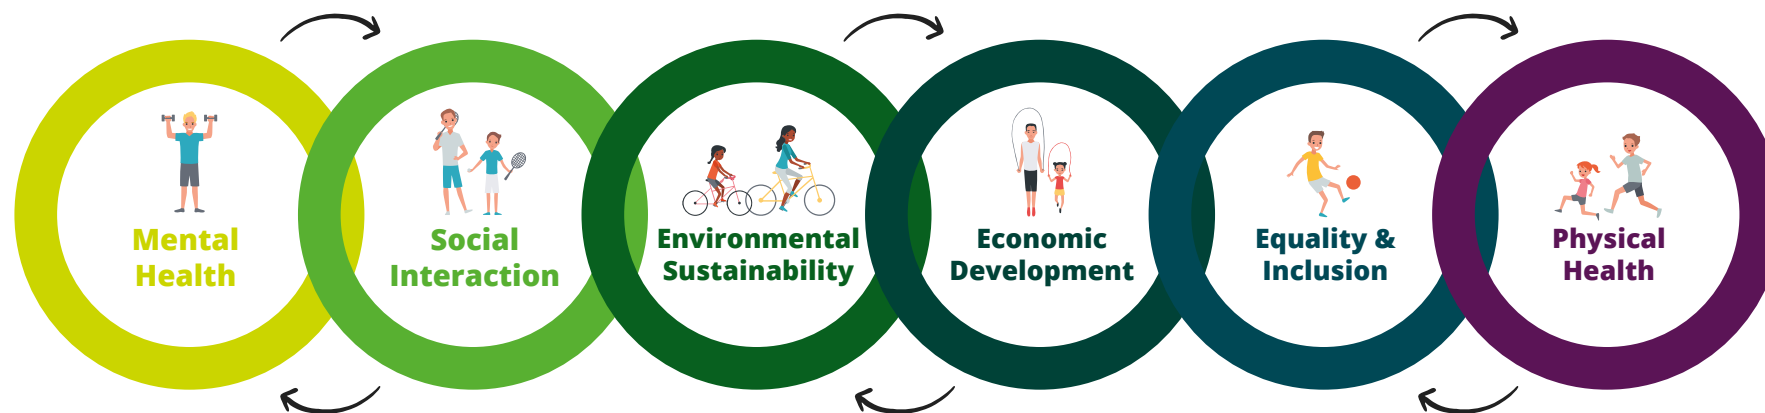 Mental
Health
Social
Interaction
Environmental
Sustainability
Economic
Development
Equality &
Inclusion
Physical
Health